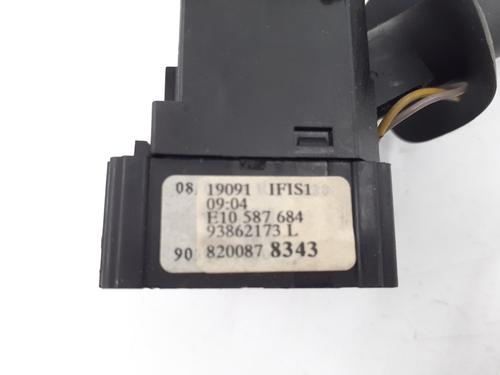 08 19091 IFIS1
09:04
E10 587 684
93862173 L
90 820087 8343